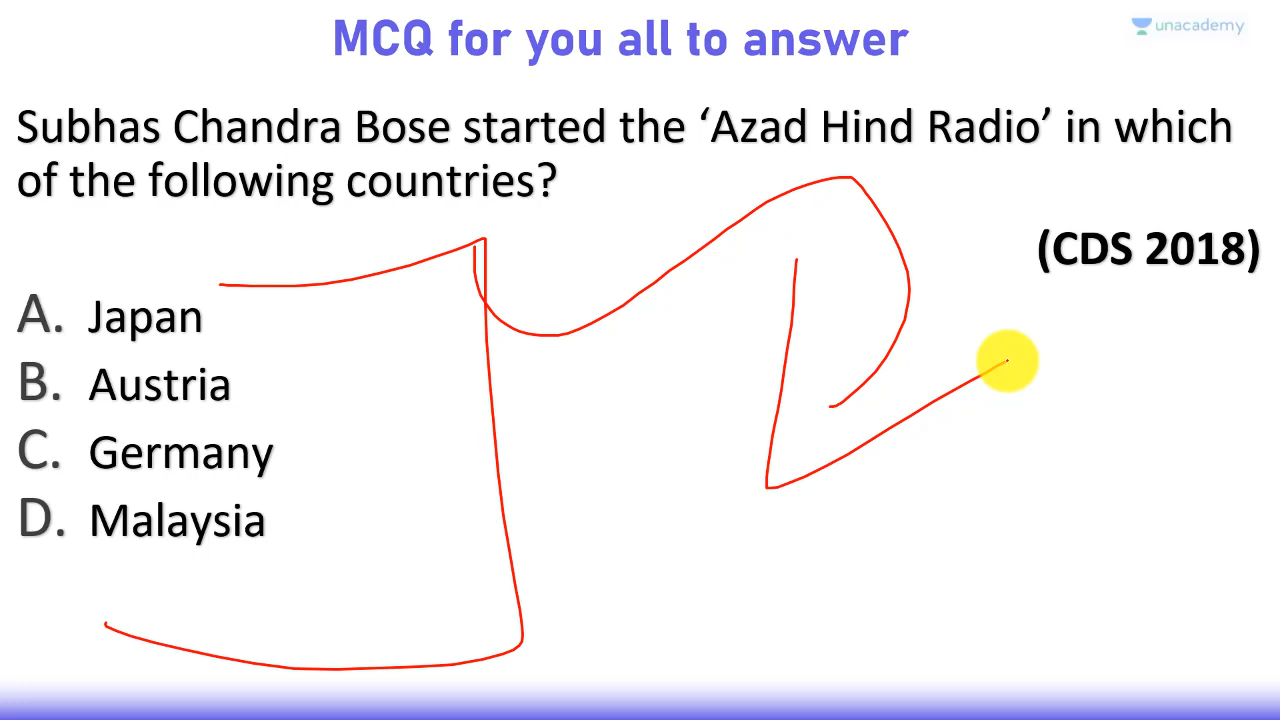 MCQ for you all to answer
unacademy
Subhas Chandra Bose started the ‘Azad Hind Radio’ in which
of the following countries?
(CDS 2018)
A. Japan
B. Austria
C. Germany
D. Malaysia